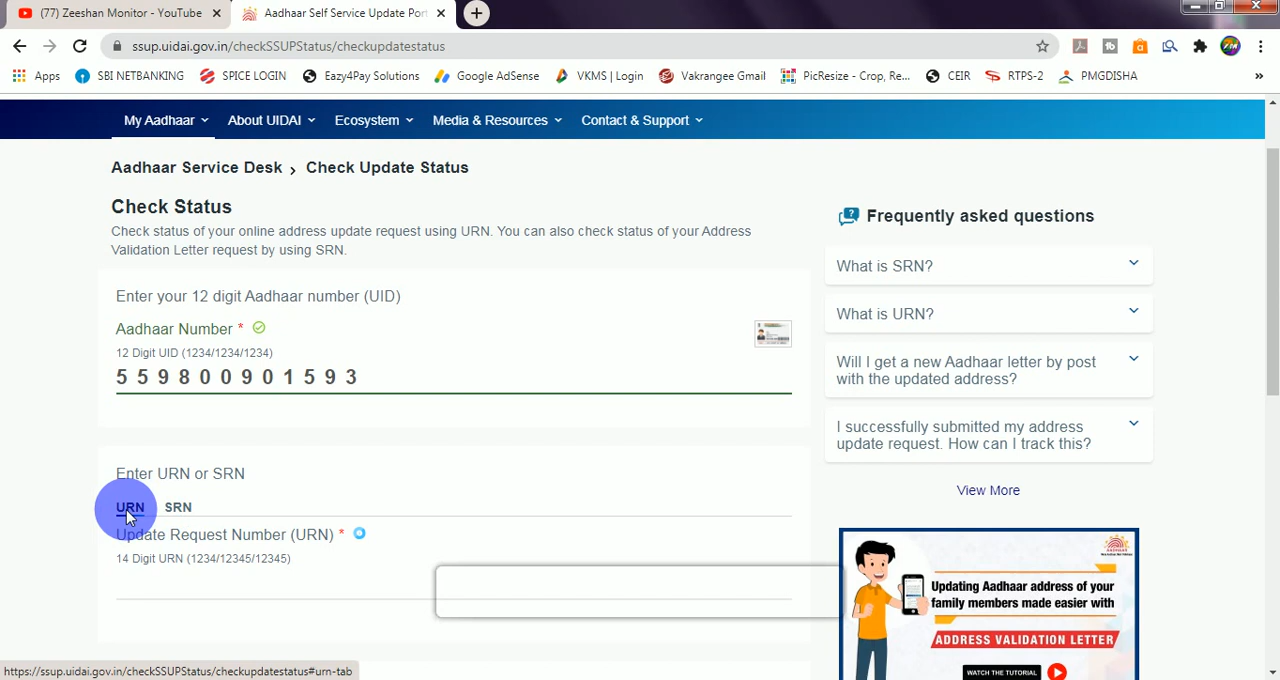 (77) Zeeshan Monitor - YouTube
Aadhaar Self Service Update Port
ssup.uidai.gov.in/checkSSUPStatus/checkupdatestatus
Apps SBI NETBANKING SPICE LOGIN Eazy4Pay Solutions Google AdSense VKMS | Login Vakrangee Gmail PicResize - Crop, Re... CEIR RTPS-2 PMGDISHA »
My Aadhaar About UIDAI Ecosystem Media & Resources Contact & Support
Aadhaar Service Desk > Check Update Status
Check Status
Check status of your online address update request using URN. You can also check status of your Address
Validation Letter request by using SRN.
Enter your 12 digit Aadhaar number (UID)
Aadhaar Number *
12 Digit UID (1234/1234/1234)
5 5 9 8 0 0 9 0 1 5 9 3
Enter URN or SRN
URN SRN
Update Request Number (URN) *
14 Digit URN (1234/12345/12345)
Frequently asked questions
What is SRN?
What is URN?
Will I get a new Aadhaar letter by post
with the updated address?
I successfully submitted my address
update request. How can I track this?
View More
AADHAAR
Updating Aadhaar address of your
family members made easier with
ADDRESS VALIDATION LETTER
WATCH THE TUTORIAL
https://ssup.uidai.gov.in/checkSSUPStatus/checkupdatestatus#urn-tab